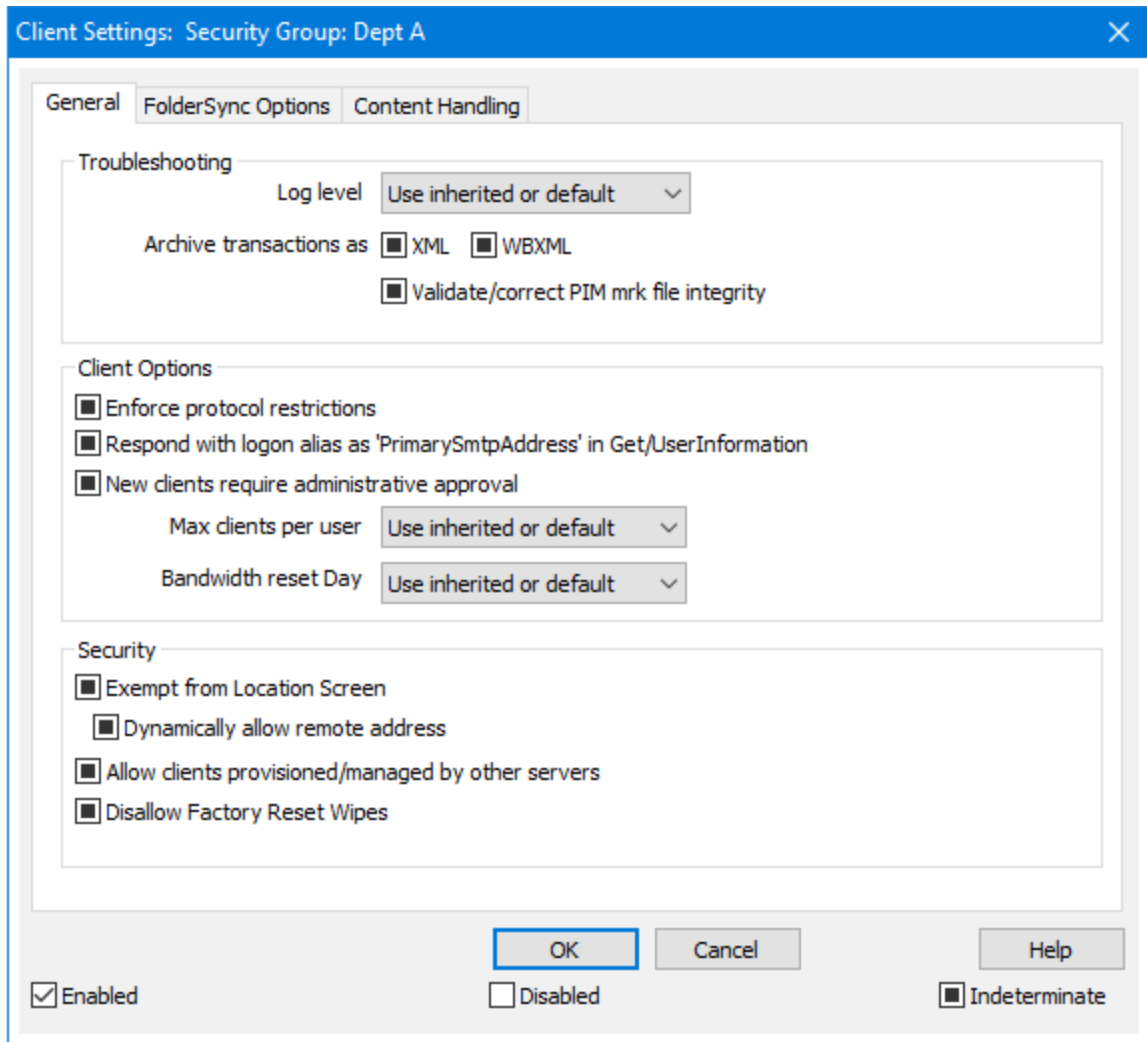 Client Settings: Security Group: Dept A
General FolderSync Options Content Handling
Troubleshooting
Log level Use inherited or default
Archive transactions as XML WBXML
Validate/correct PIM mrk file integrity
Client Options
Enforce protocol restrictions
Respond with logon alias as 'PrimarySmtpAddress' in Get/UserInformation
New clients require administrative approval
Max clients per user Use inherited or default
Bandwidth reset Day Use inherited or default
Security
Exempt from Location Screen
Dynamically allow remote address
Allow clients provisioned/managed by other servers
Disallow Factory Reset Wipes
OK Cancel Help
Enabled Disabled Indeterminate